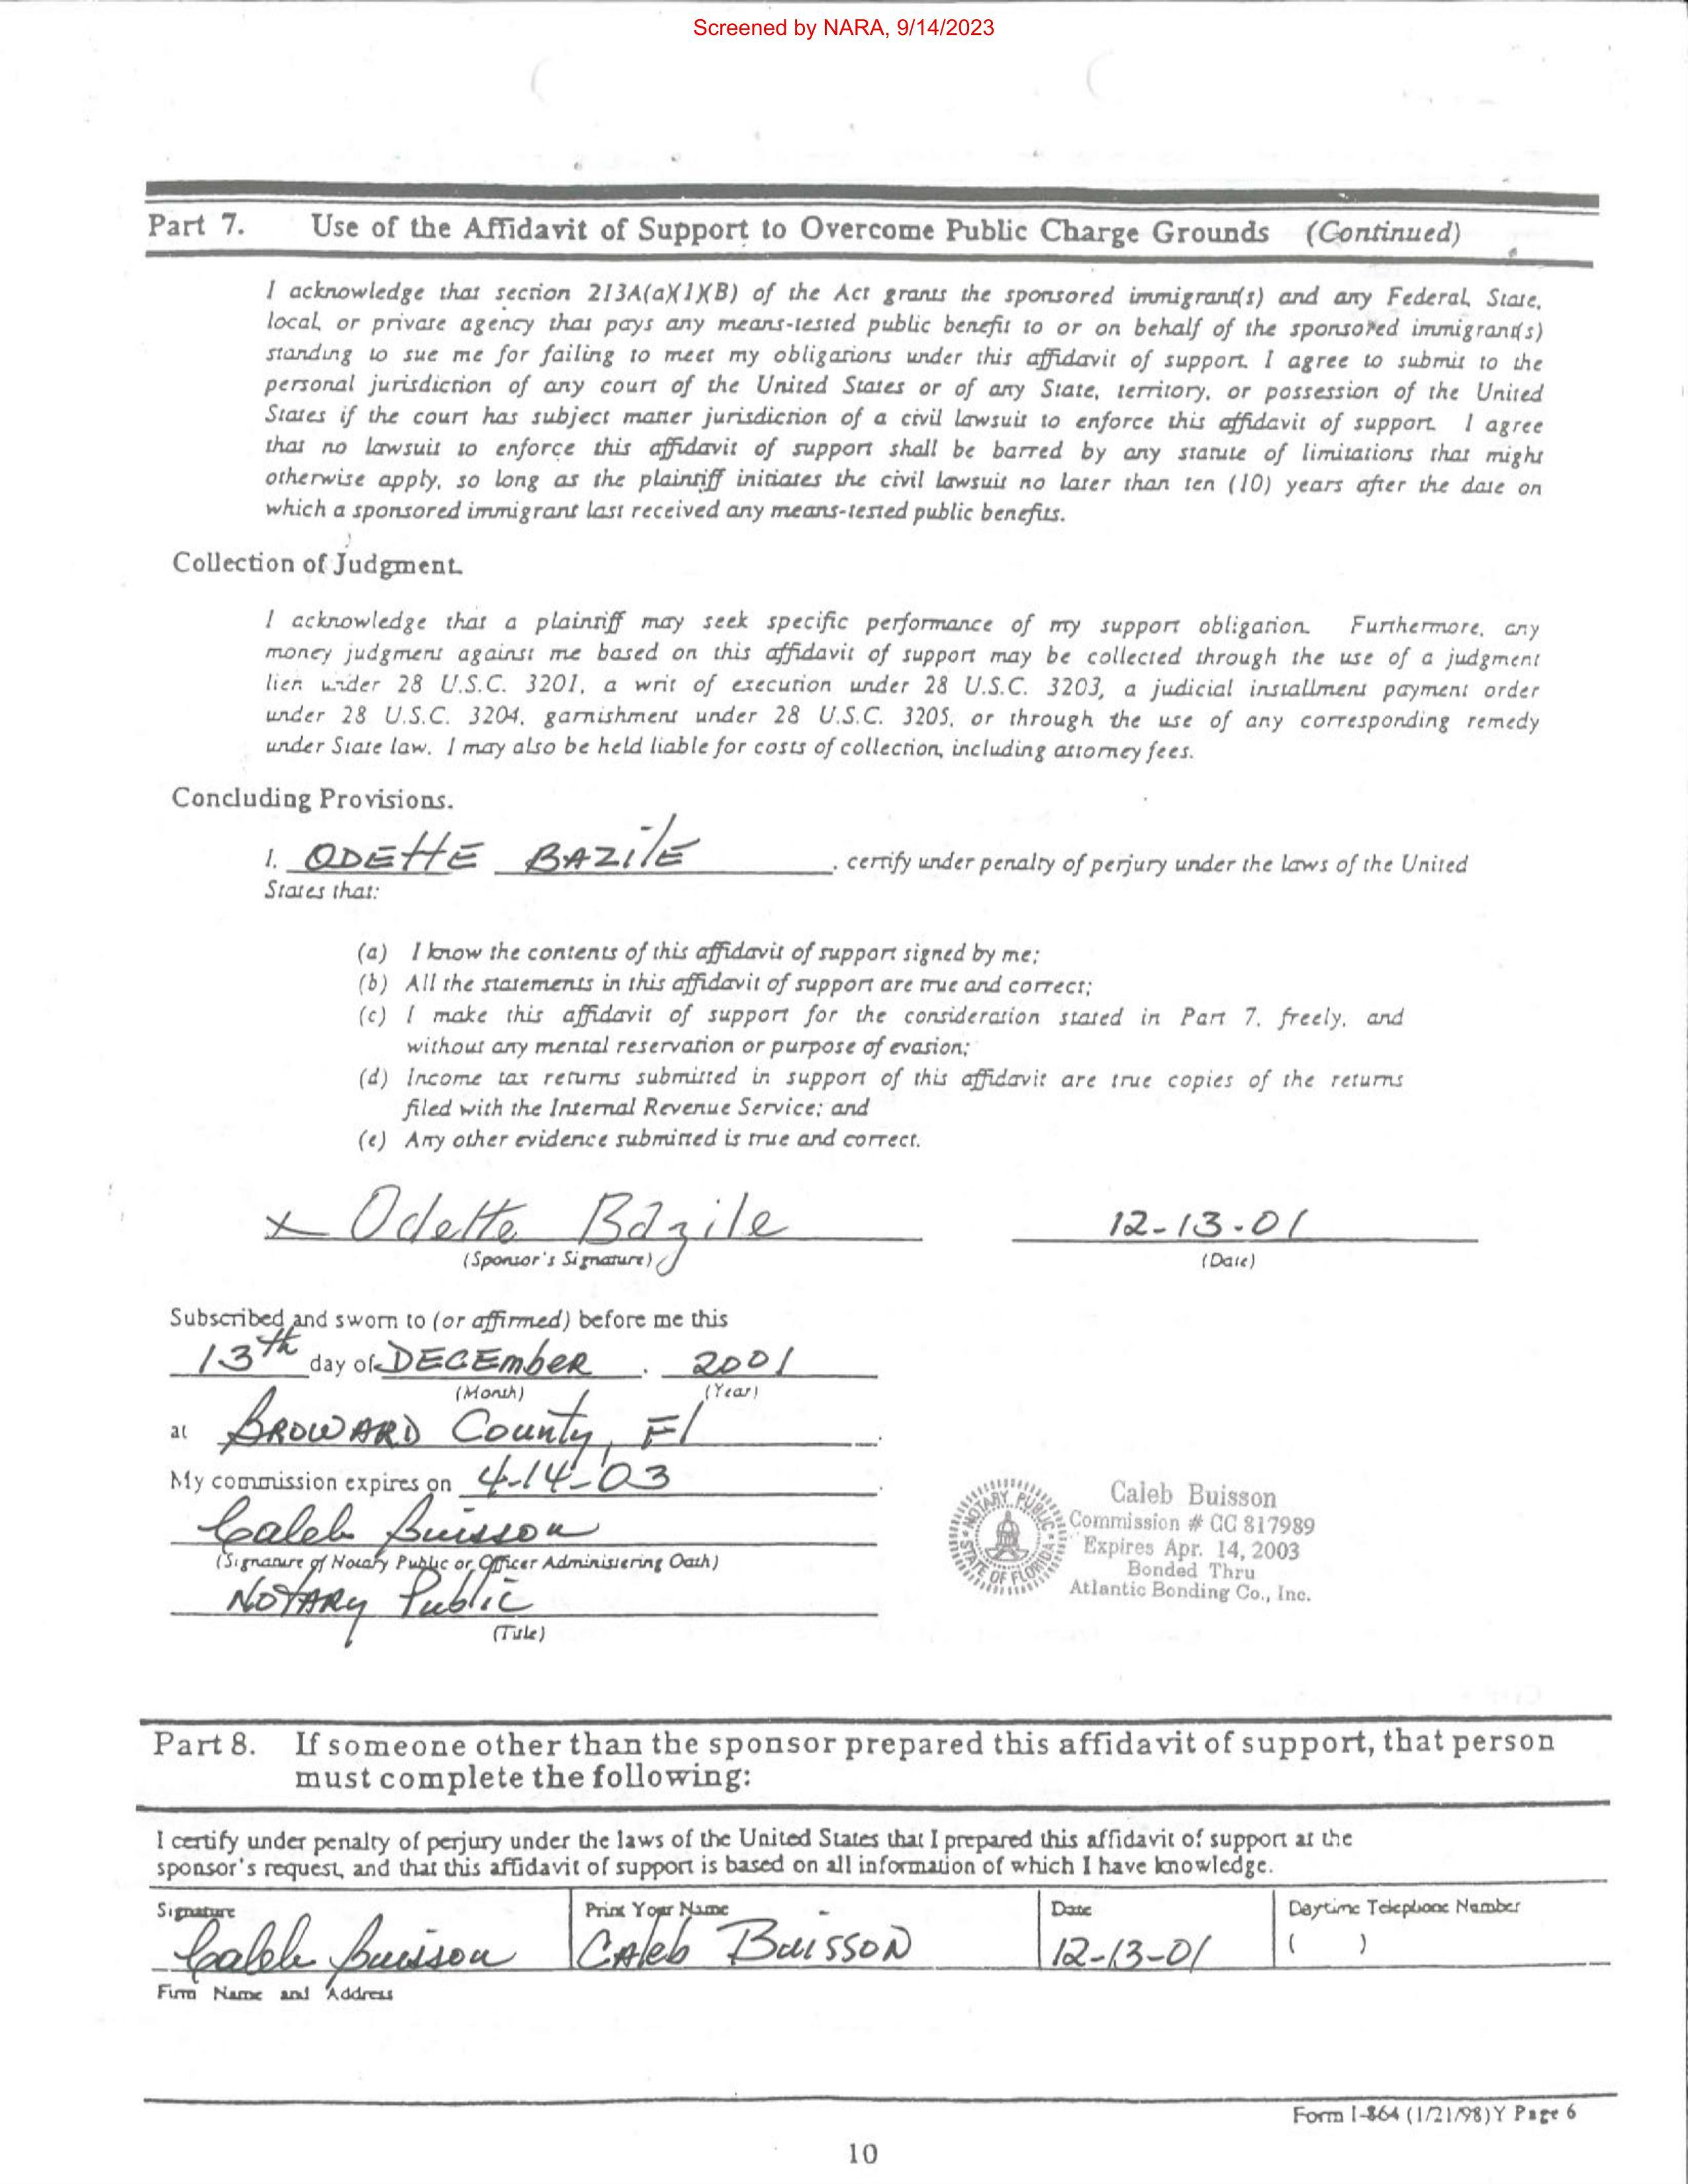 Screened by NARA, 9/14/2023
Part 7. Use of the Affidavit of Support to Overcome Public Charge Grounds (Continued)
I acknowledge that section 213A(a)(1)(B) of the Act grants the sponsored immigrant(s) and any Federal, State,
local, or private agency that pays any means-tested public benefit to or on behalf of the sponsored immigrant(s)
standing to sue me for failing to meet my obligations under this affidavit of support. I agree to submit to the
personal jurisdiction of any court of the United States or of any State, territory, or possession of the United
States if the court has subject matter jurisdiction of a civil lawsuit to enforce this affidavit of support. I agree
that no lawsuit to enforce this affidavit of support shall be barred by any statute of limitations that might
otherwise apply, so long as the plaintiff initiates the civil lawsuit no later than ten (10) years after the date on
which a sponsored immigrant last received any means-tested public benefits.
Collection of Judgment.
I acknowledge that a plaintiff may seek specific performance of my support obligation. Furthermore, any
money judgment against me based on this affidavit of support may be collected through the use of a judgment
lien under 28 U.S.C. 3201, a writ of execution under 28 U.S.C. 3203, a judicial installment payment order
under 28 U.S.C. 3204, garnishment under 28 U.S.C. 3205, or through the use of any corresponding remedy
under State law. I may also be held liable for costs of collection, including attorney fees.
Concluding Provisions.
I, ODETTE BAZILE, certify under penalty of perjury under the laws of the United
States that:
(a) I know the contents of this affidavit of support signed by me;
(b) All the statements in this affidavit of support are true and correct;
(c) I make this affidavit of support for the consideration stated in Part 7, freely, and
without any mental reservation or purpose of evasion;
(d) Income tax returns submitted in support of this affidavit are true copies of the returns
filed with the Internal Revenue Service; and
(e) Any other evidence submitted is true and correct.
x Odette Bazile 12-13-01
(Sponsor's Signature) (Date)
Subscribed and sworn to (or affirmed) before me this
13th day of DECEmbeR, 2001
(Month) (Year)
at BROWARD County, Fl.
My commission expires on 4-14-03.
Caleb Buisson
(Signature of Notary Public or Officer Administering Oath)
NOTARy Public
(Title)
NOTARY PUBLIC
STATE OF FLORIDA
Caleb Buisson
Commission # CC 817989
Expires Apr. 14, 2003
Bonded Thru
Atlantic Bonding Co., Inc.
Part 8. If someone other than the sponsor prepared this affidavit of support, that person
must complete the following:
I certify under penalty of perjury under the laws of the United States that I prepared this affidavit of support at the
sponsor's request, and that this affidavit of support is based on all information of which I have knowledge.
Signature Print Your Name Date Daytime Telephone Number
Caleb Buisson CAleb BuissoN 12-13-01 ( )
Firm Name and Address
Form I-864 (1/21/98)Y Page 6
10